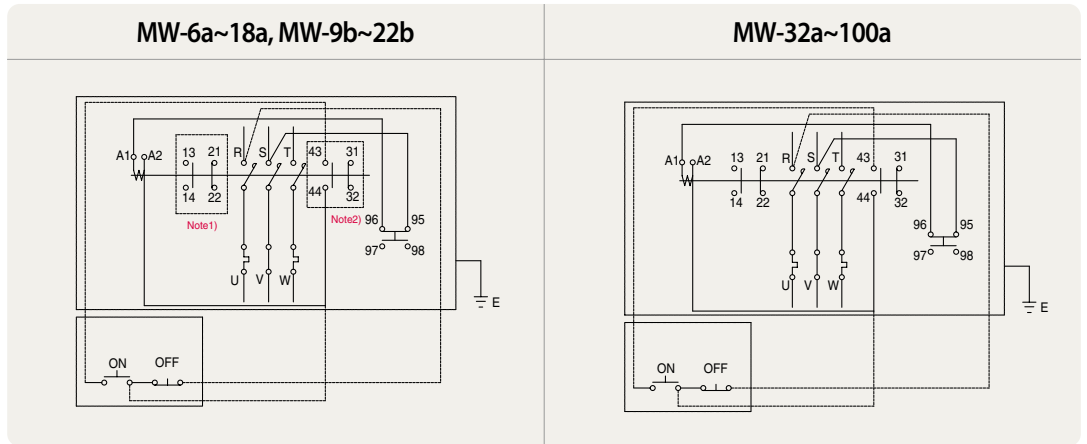 MW-6a~18a, MW-9b~22b
A1 A2 13 21 R S T 43 31
14 22 44 32
Note1) Note2) 96 95
97 98
U V W
E
ON OFF
MW-32a~100a
A1 A2 13 21 R S T 43 31
14 22 44 32
96 95
97 98
U V W
E
ON OFF